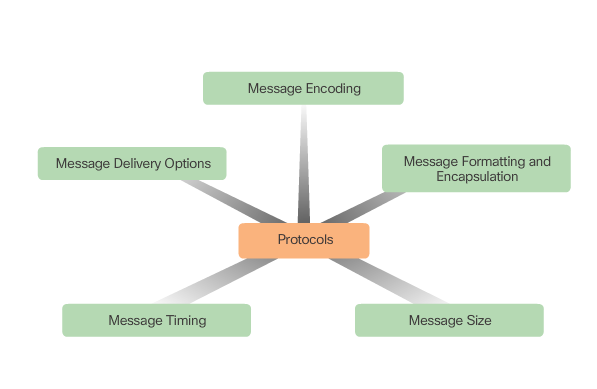 Message Encoding
Message Delivery Options
Message Formatting and
Encapsulation
Protocols
Message Timing
Message Size